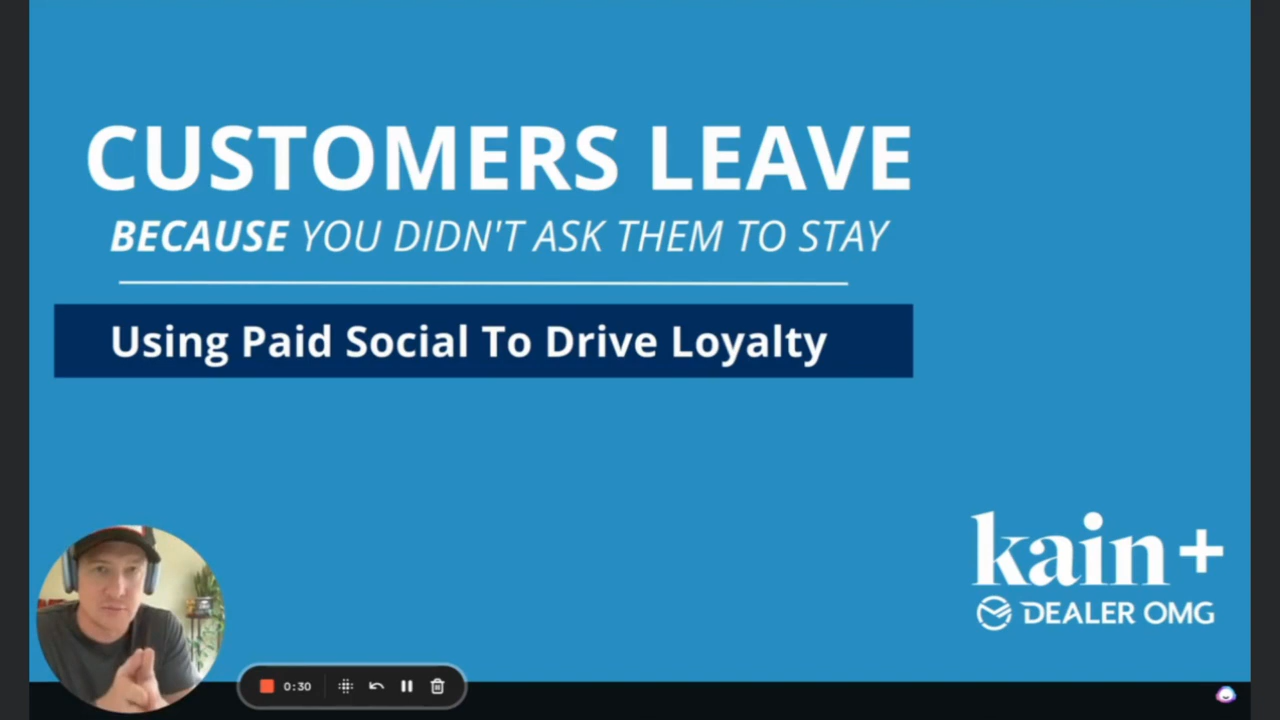 CUSTOMERS LEAVE
BECAUSE YOU DIDN'T ASK THEM TO STAY
Using Paid Social To Drive Loyalty
kain+
DEALER OMG
0:30